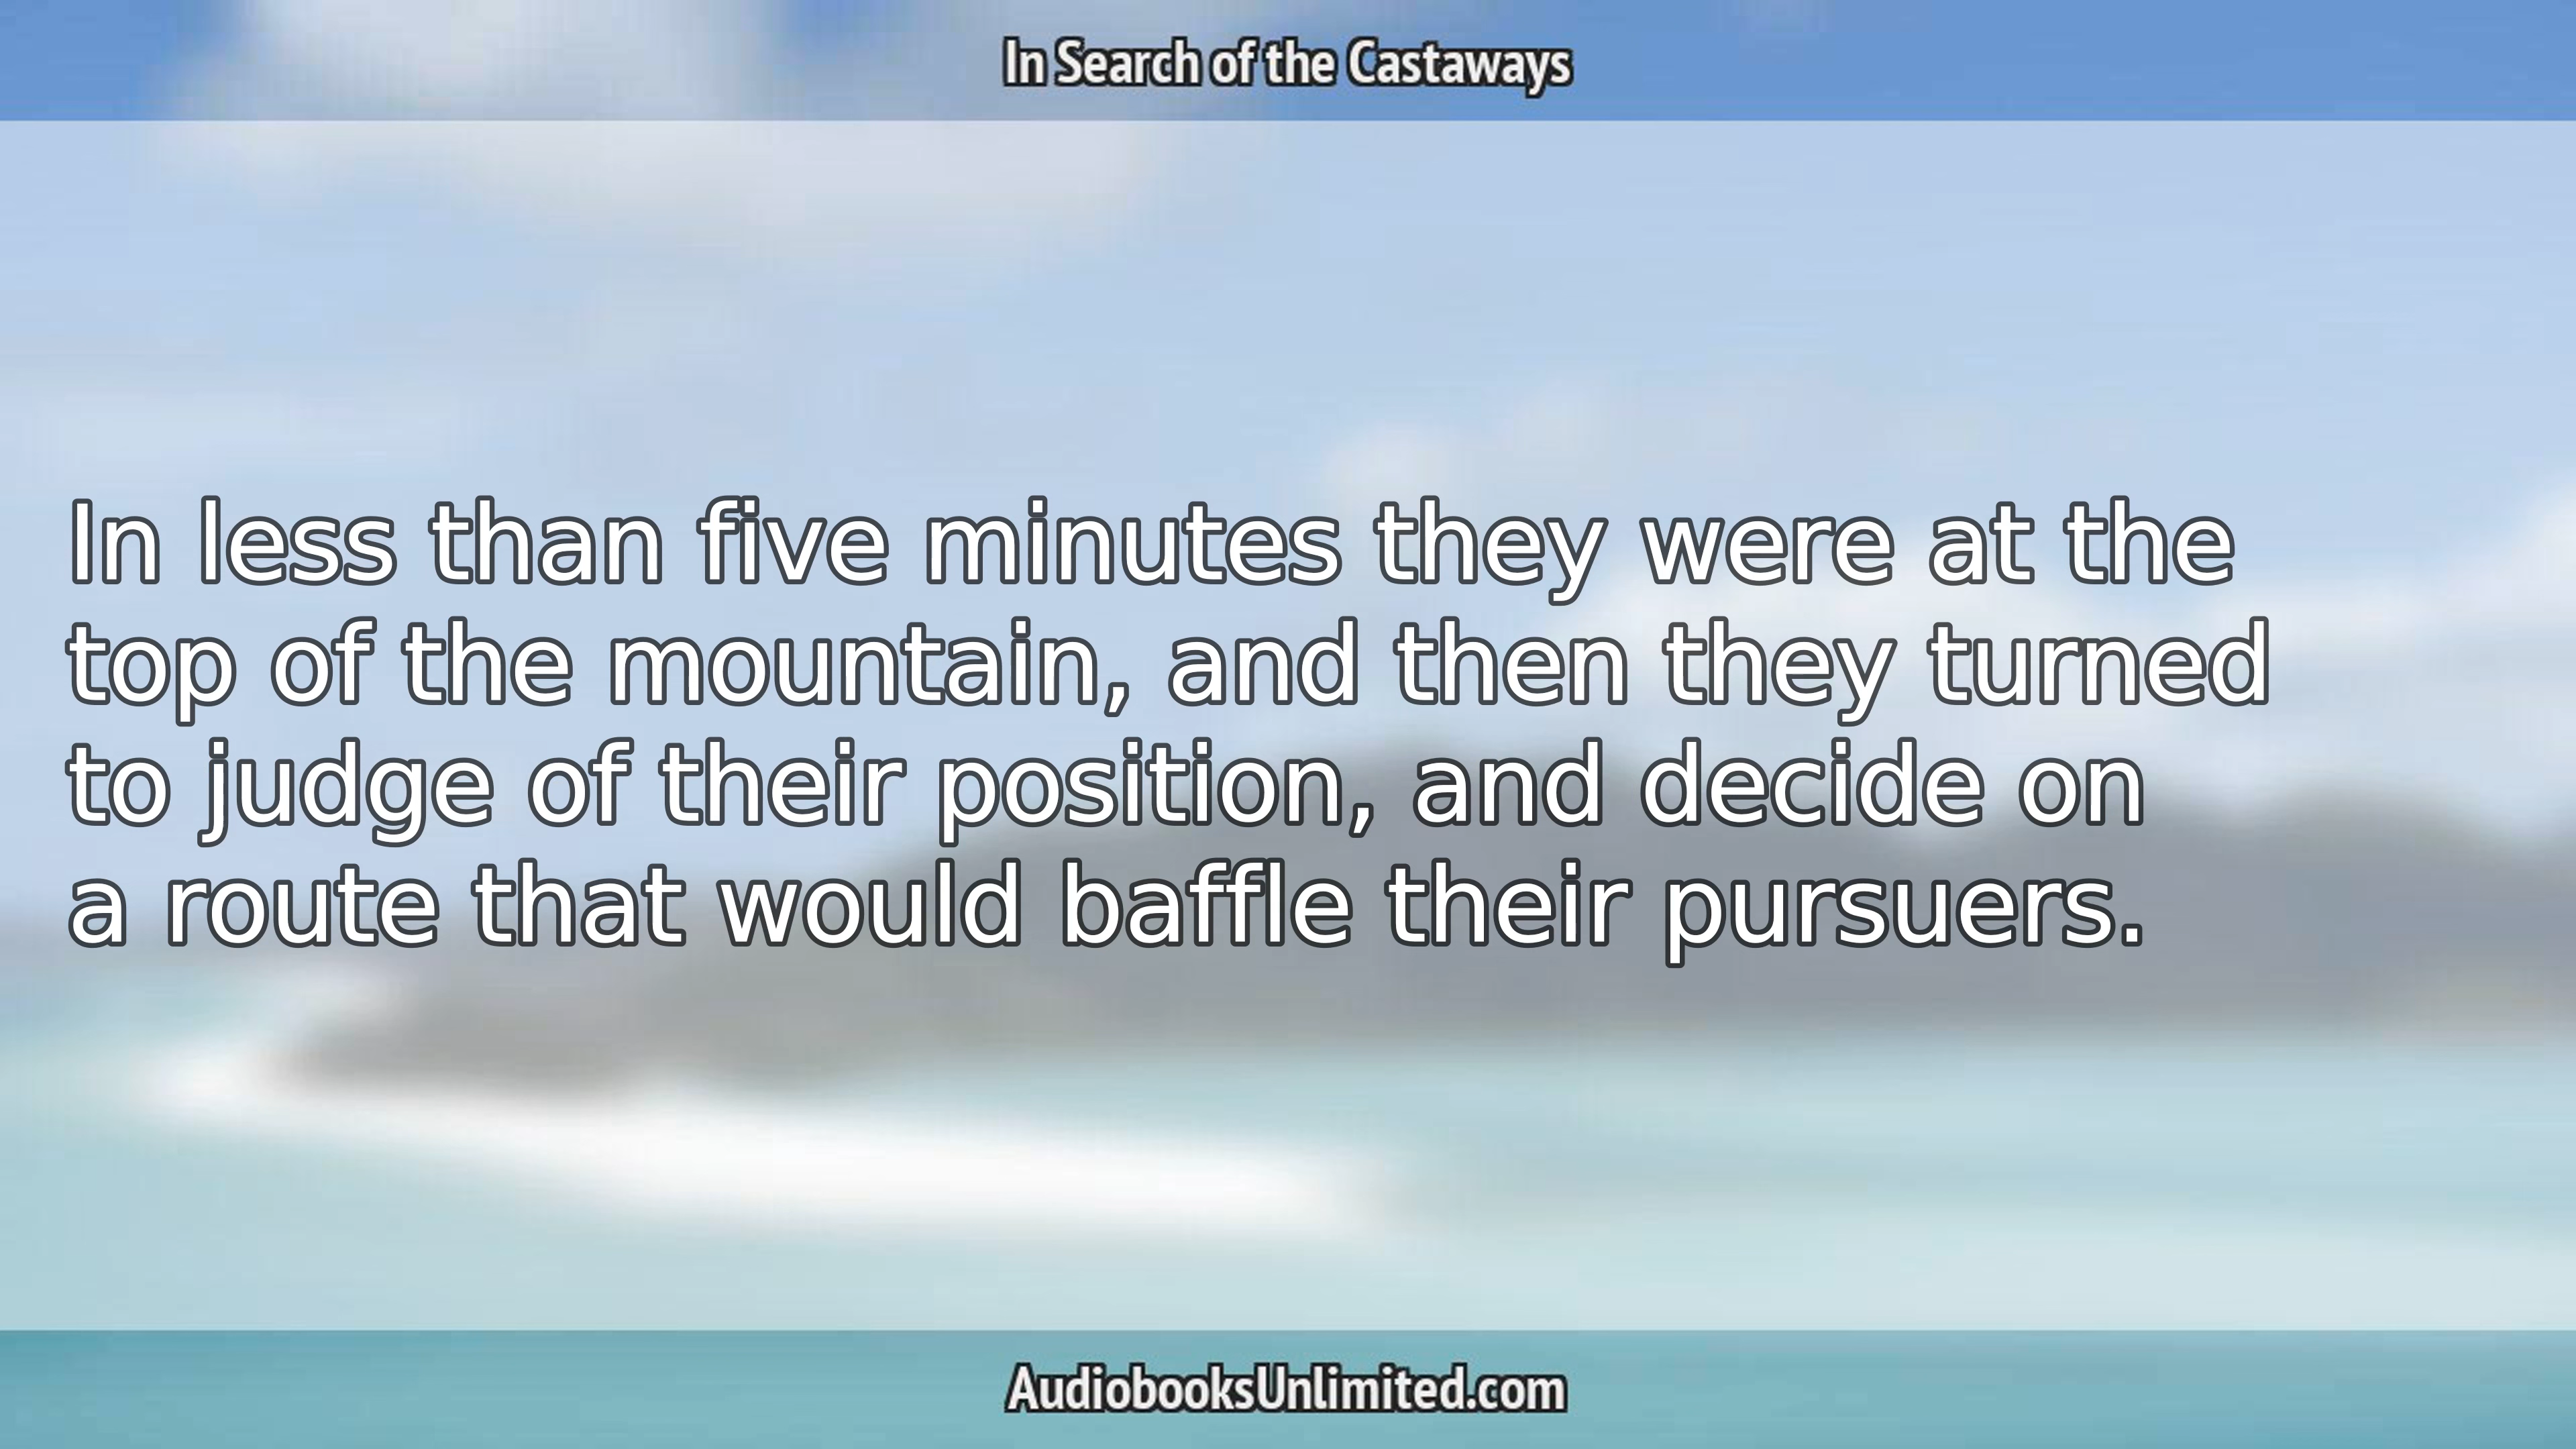 In Search of the Castaways
In less than five minutes they were at the
top of the mountain, and then they turned
to judge of their position, and decide on
a route that would baffle their pursuers.
AudiobooksUnlimited.com